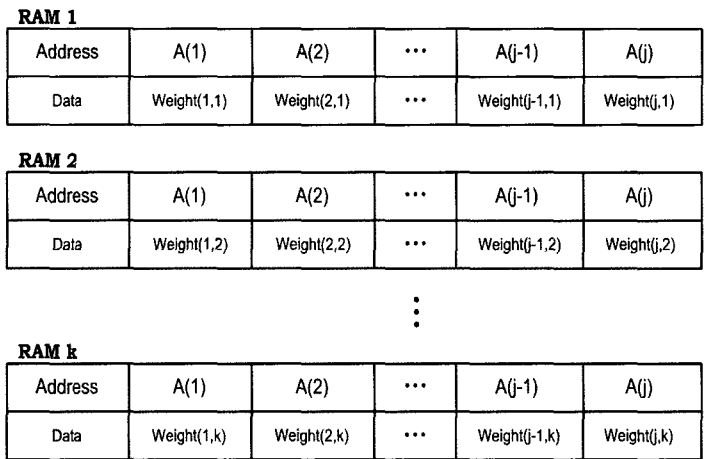 RAM 1
Address A(1) A(2) ... A(j-1) A(j)
Data Weight(1,1) Weight(2,1) ... Weight(j-1,1) Weight(j,1)
RAM 2
Address A(1) A(2) ... A(j-1) A(j)
Data Weight(1,2) Weight(2,2) ... Weight(j-1,2) Weight(j,2)
⋮
RAM k
Address A(1) A(2) ... A(j-1) A(j)
Data Weight(1,k) Weight(2,k) ... Weight(j-1,k) Weight(j,k)